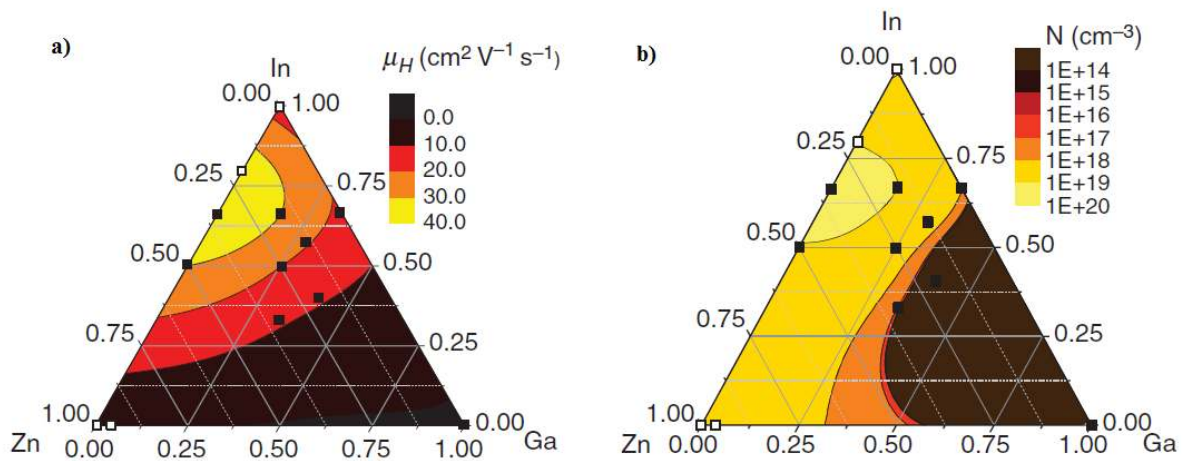 a)
μH (cm² V⁻¹ s⁻¹)
In
0.00 1.00
0.0
10.0
20.0
30.0
40.0
0.25 0.75
0.50 0.50
0.75 0.25
1.00 0.00
Zn 0.00 0.25 0.50 0.75 1.00 Ga
b)
N (cm⁻³)
In
0.00 1.00
1E+14
1E+15
1E+16
1E+17
1E+18
1E+19
1E+20
0.25 0.75
0.50 0.50
0.75 0.25
1.00 0.00
Zn 0.00 0.25 0.50 0.75 1.00 Ga